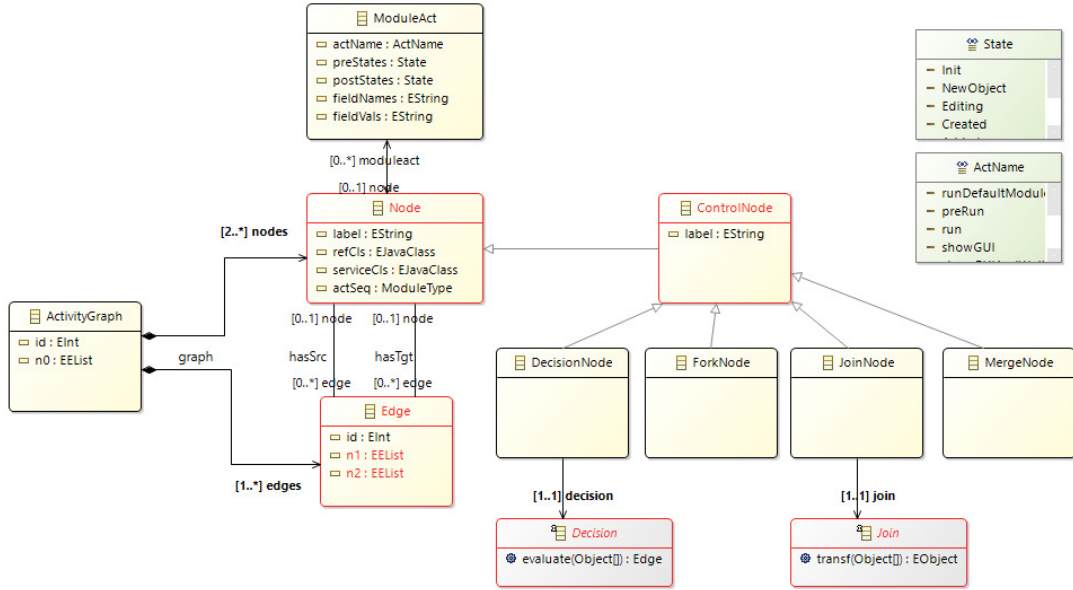 ModuleAct
actName : ActName
preStates : State
postStates : State
fieldNames : EString
fieldVals : EString
State
Init
NewObject
Editing
Created
ActName
runDefaultModule
preRun
run
showGUI
[0..*] moduleact
[0..1] node
Node
label : EString
refCls : EJavaClass
serviceCls : EJavaClass
actSeq : ModuleType
ControlNode
label : EString
[2..*] nodes
ActivityGraph
id : EInt
n0 : EEList
graph
[0..1] node
[0..1] node
hasSrc
hasTgt
[0..*] edge
[0..*] edge
Edge
id : EInt
n1 : EEList
n2 : EEList
[1..*] edges
DecisionNode
ForkNode
JoinNode
MergeNode
[1..1] decision
[1..1] join
Decision
evaluate(Object[]) : Edge
Join
transf(Object[]) : EObject